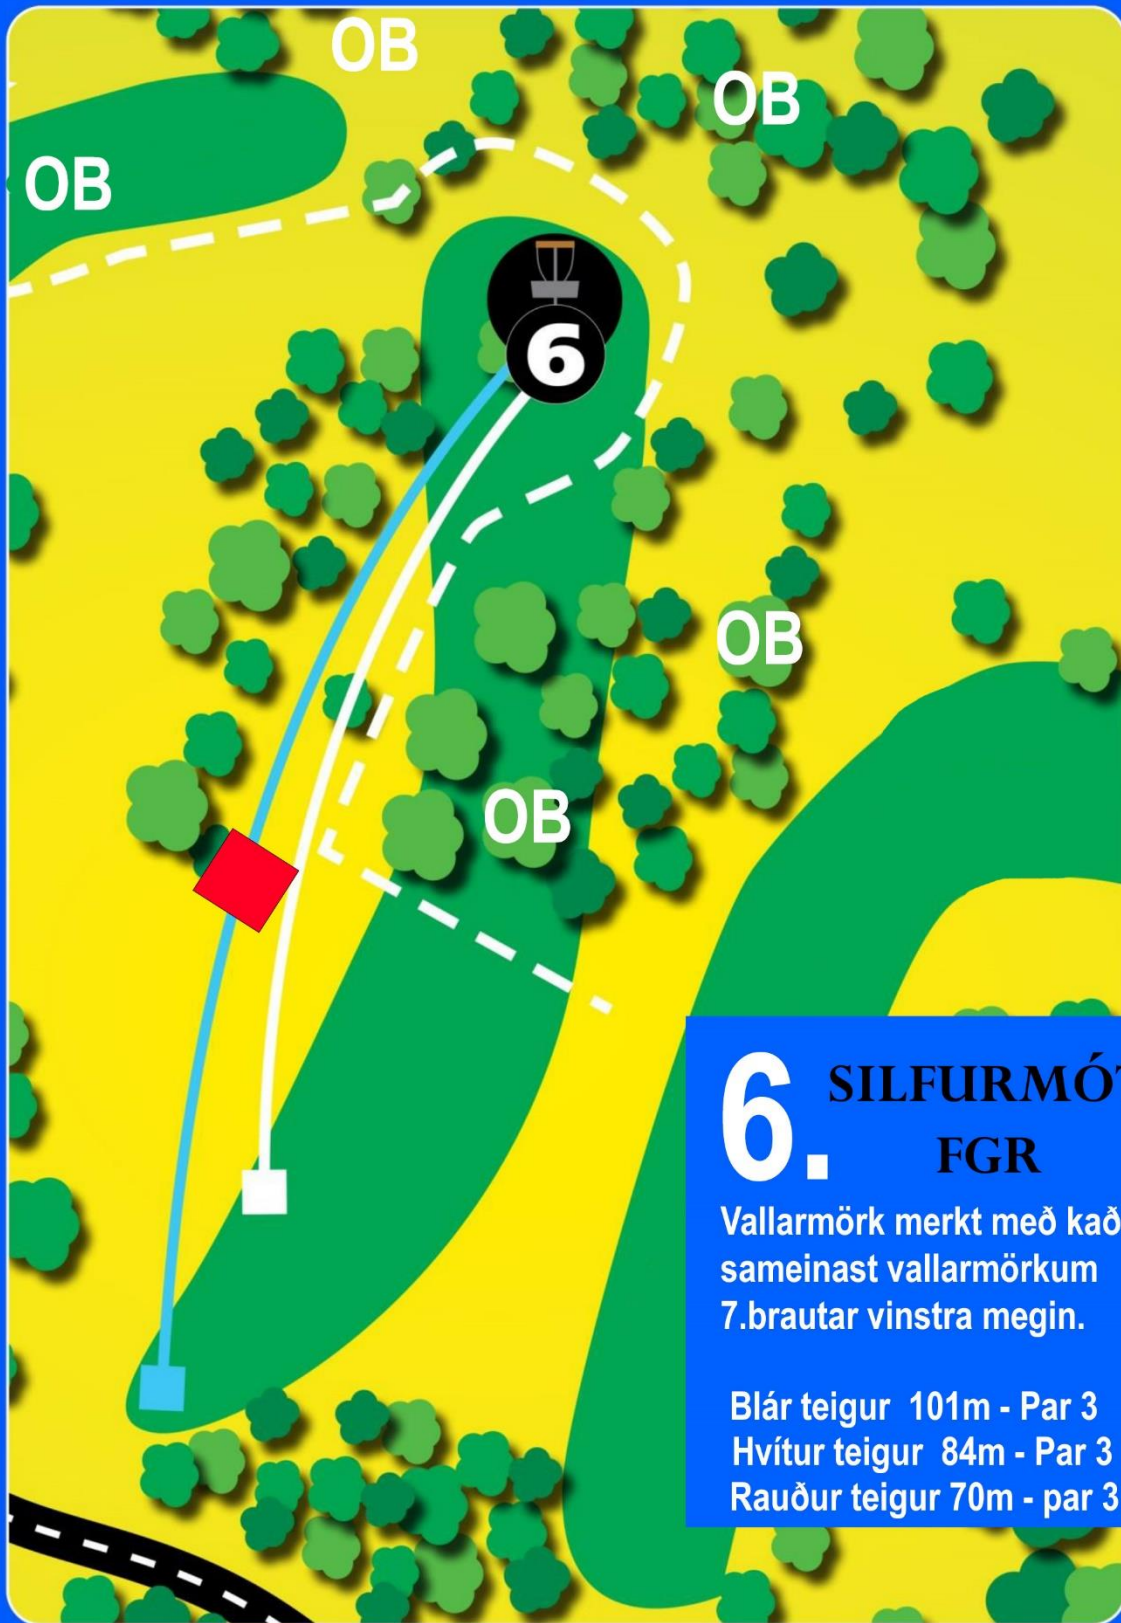 OB
OB
OB
6
OB
OB
6.
SILFURMÓT
FGR
Vallarmörk merkt með kað
sameinast vallarmörkum
7.brautar vinstra megin.
Blár teigur 101m - Par 3
Hvítur teigur 84m - Par 3
Rauður teigur 70m - par 3